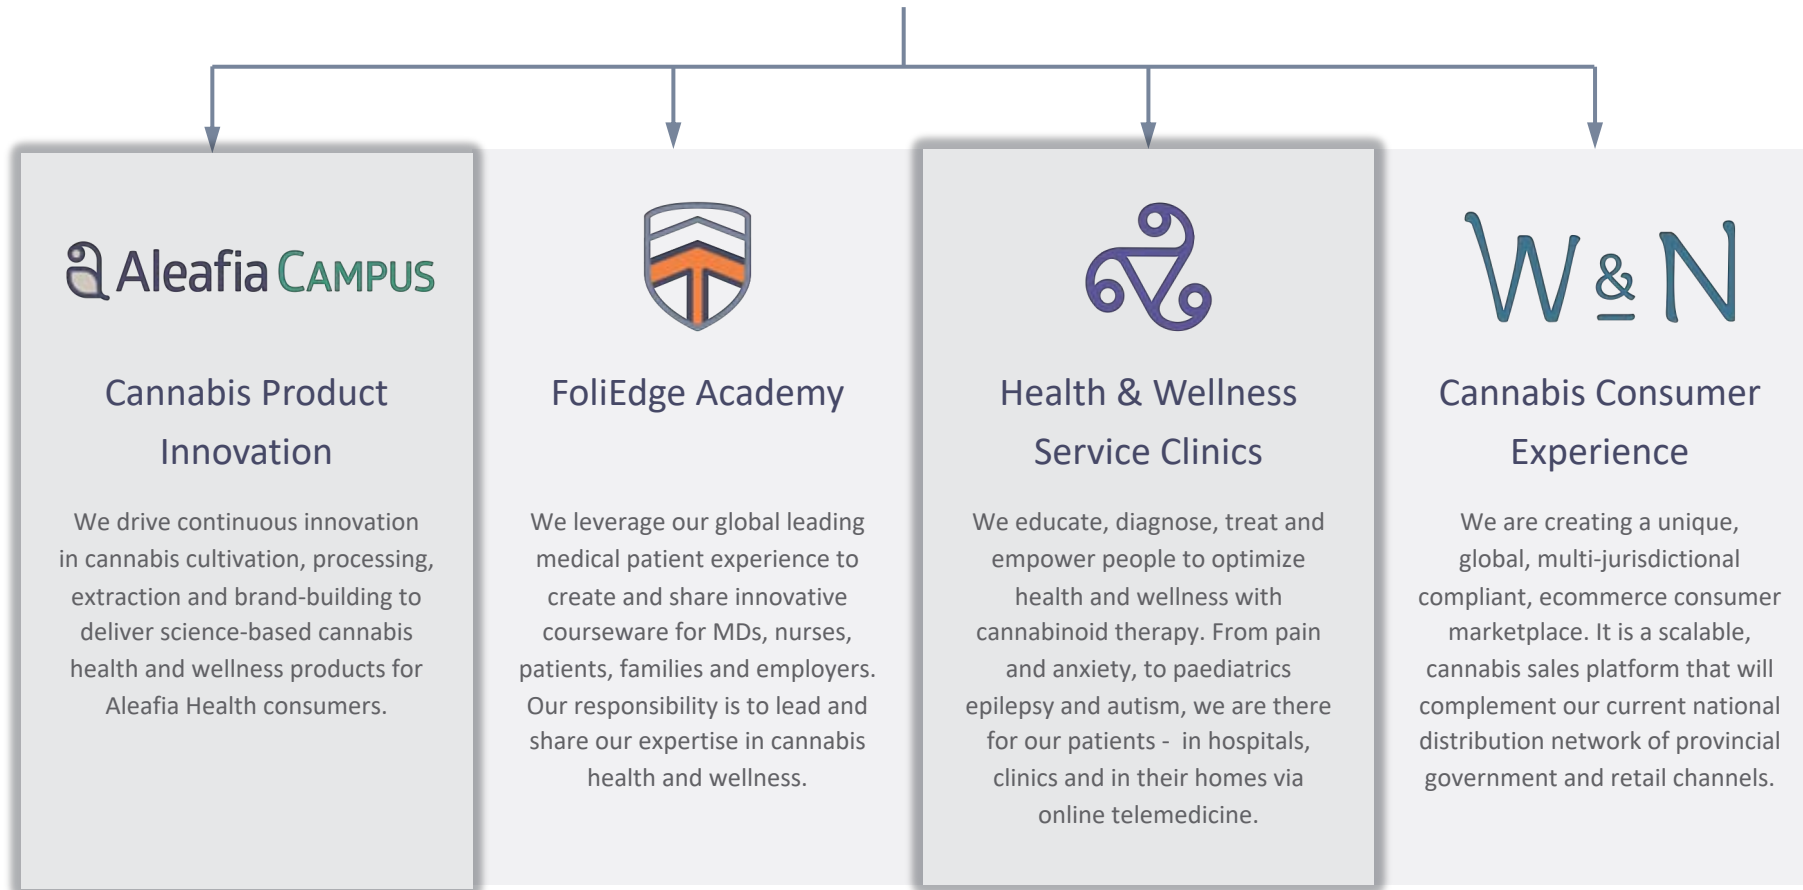 Aleafia CAMPUS
Cannabis Product
Innovation
We drive continuous innovation
in cannabis cultivation, processing,
extraction and brand-building to
deliver science-based cannabis
health and wellness products for
Aleafia Health consumers.
FoliEdge Academy
We leverage our global leading
medical patient experience to
create and share innovative
courseware for MDs, nurses,
patients, families and employers.
Our responsibility is to lead and
share our expertise in cannabis
health and wellness.
Health & Wellness
Service Clinics
We educate, diagnose, treat and
empower people to optimize
health and wellness with
cannabinoid therapy. From pain
and anxiety, to paediatrics
epilepsy and autism, we are there
for our patients - in hospitals,
clinics and in their homes via
online telemedicine.
W & N
Cannabis Consumer
Experience
We are creating a unique,
global, multi-jurisdictional
compliant, ecommerce consumer
marketplace. It is a scalable,
cannabis sales platform that will
complement our current national
distribution network of provincial
government and retail channels.